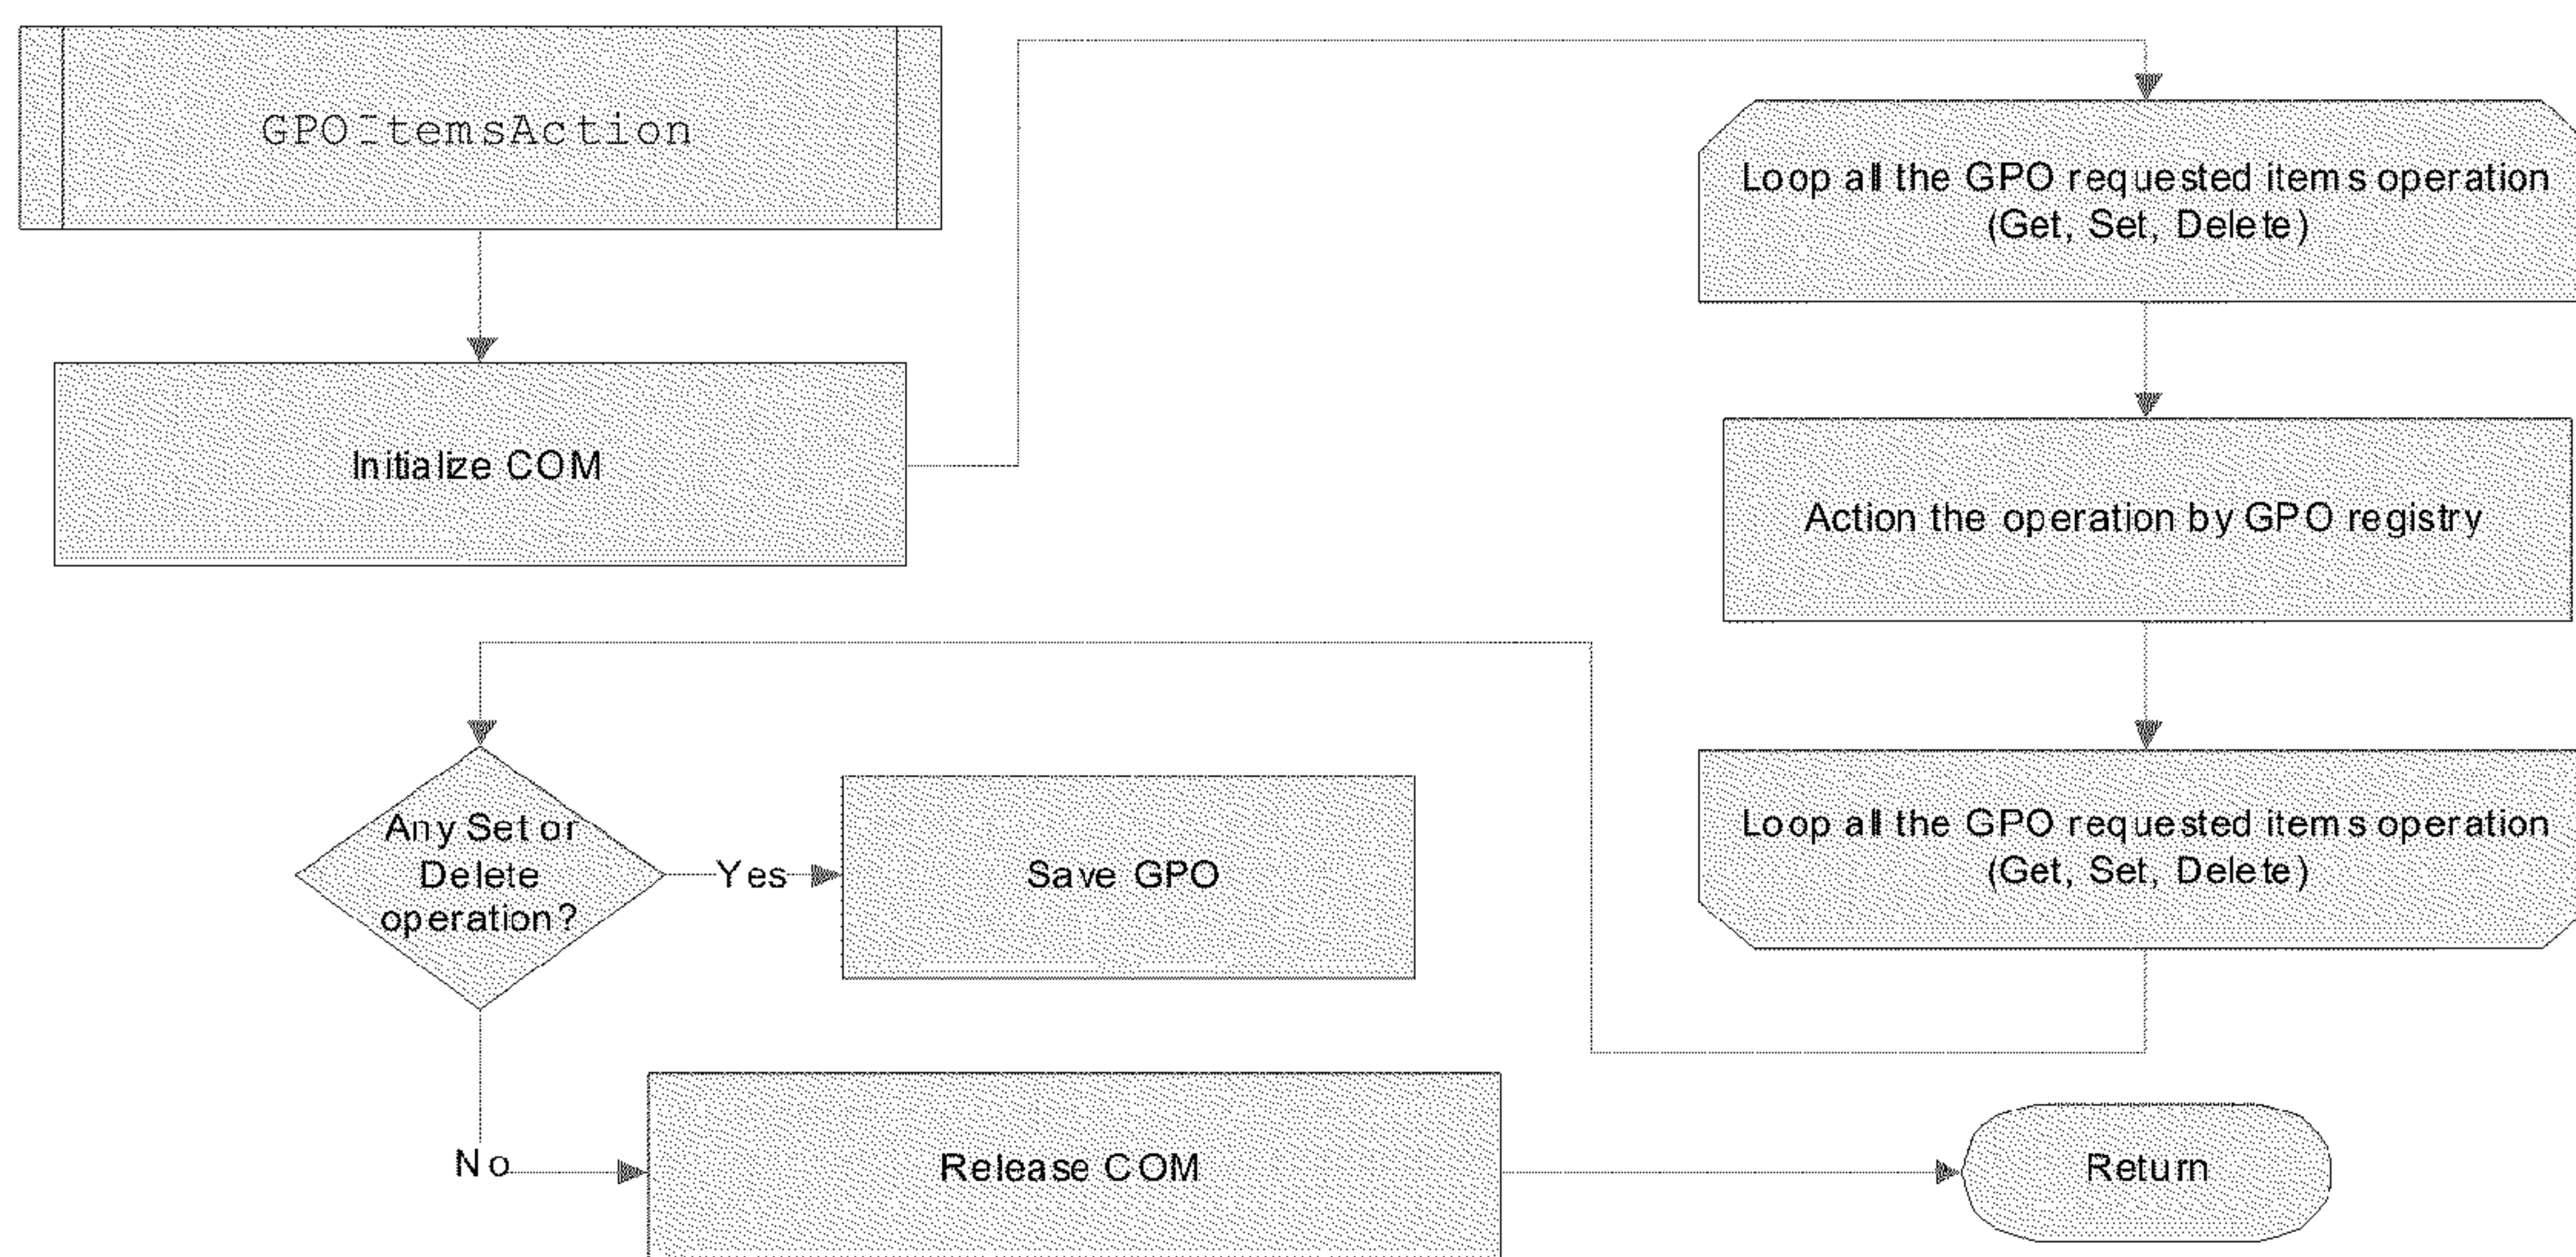 GPOItemsAction
Initialize COM
Loop all the GPO requested items operation
(Get, Set, Delete)
Action the operation by GPO registry
Loop all the GPO requested items operation
(Get, Set, Delete)
Any Set or
Delete
operation?
Yes
Save GPO
No
Release COM
Return